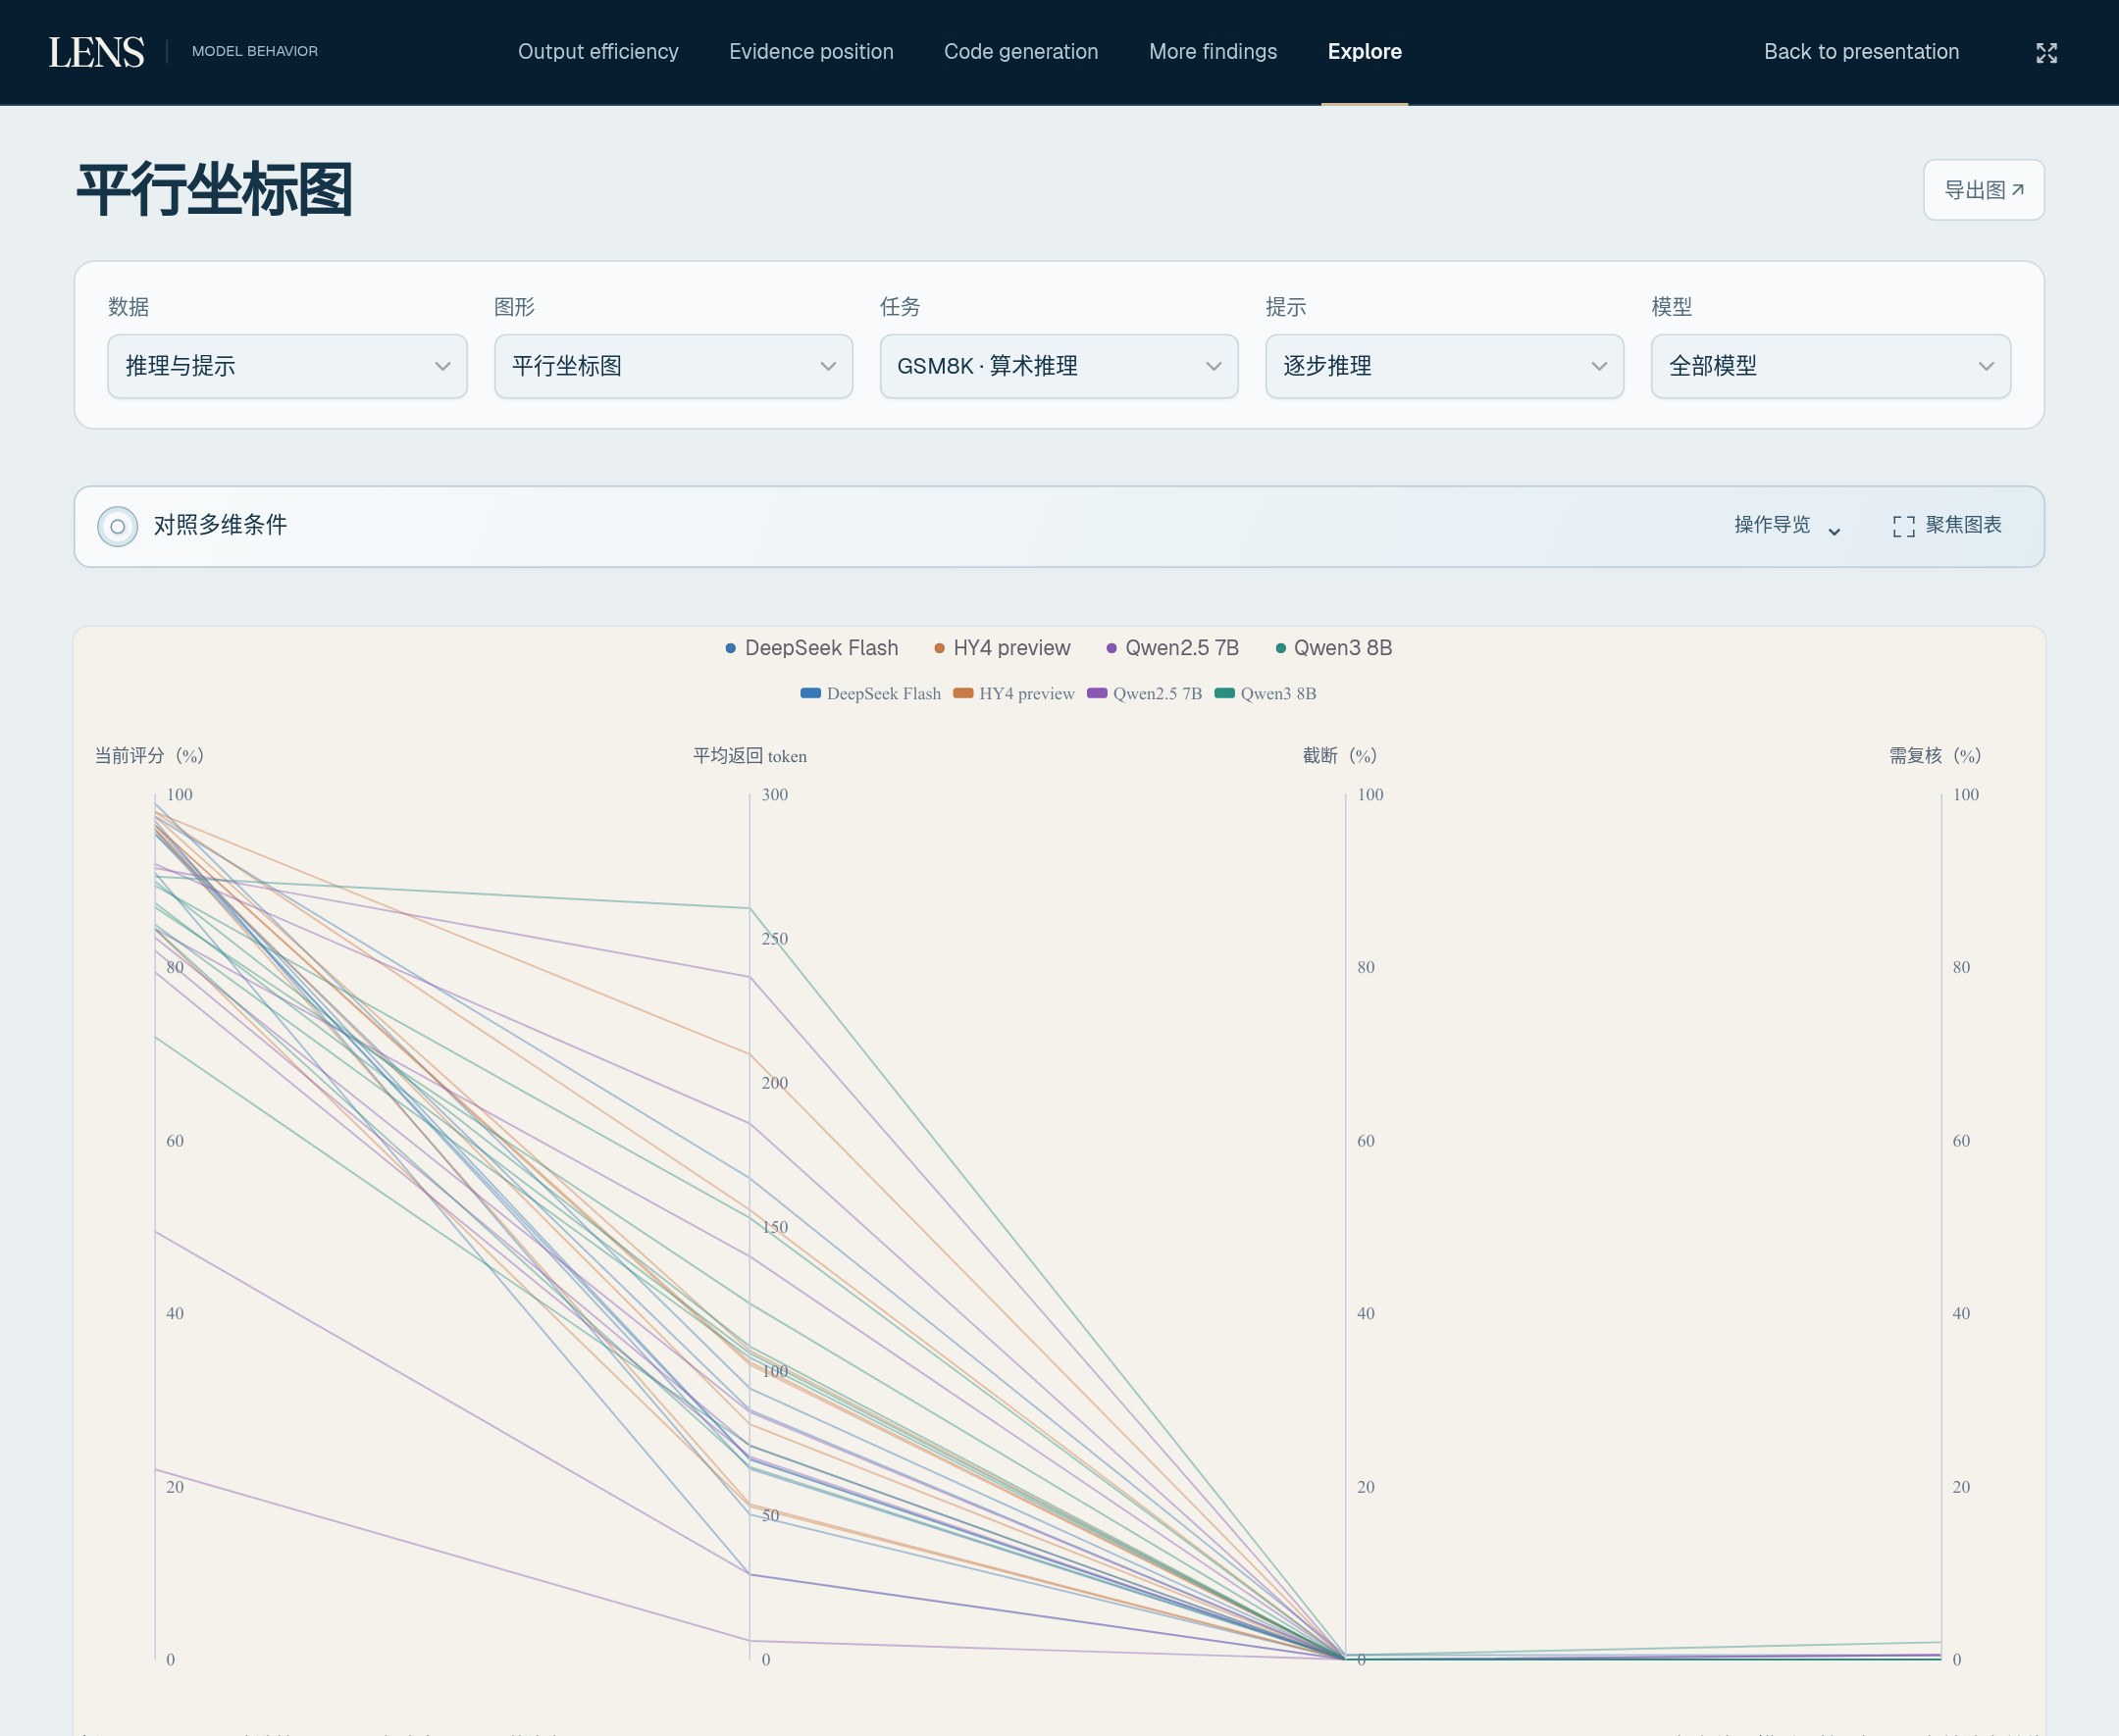 LENS MODEL BEHAVIOR Output efficiency Evidence position Code generation More findings Explore Back to presentation
平行坐标图 导出图
数据 图形 任务 提示 模型
推理与提示 平行坐标图 GSM8K · 算术推理 逐步推理 全部模型
对照多维条件 操作导览 聚焦图表
DeepSeek Flash HY4 preview Qwen2.5 7B Qwen3 8B
DeepSeek Flash HY4 preview Qwen2.5 7B Qwen3 8B
当前评分（%） 平均返回 token 截断（%） 需复核（%）
100 300 100 100
250
80 80 80
200
60 60 60
150
40 40 40
100
20 20 20
50
0 0 0 0